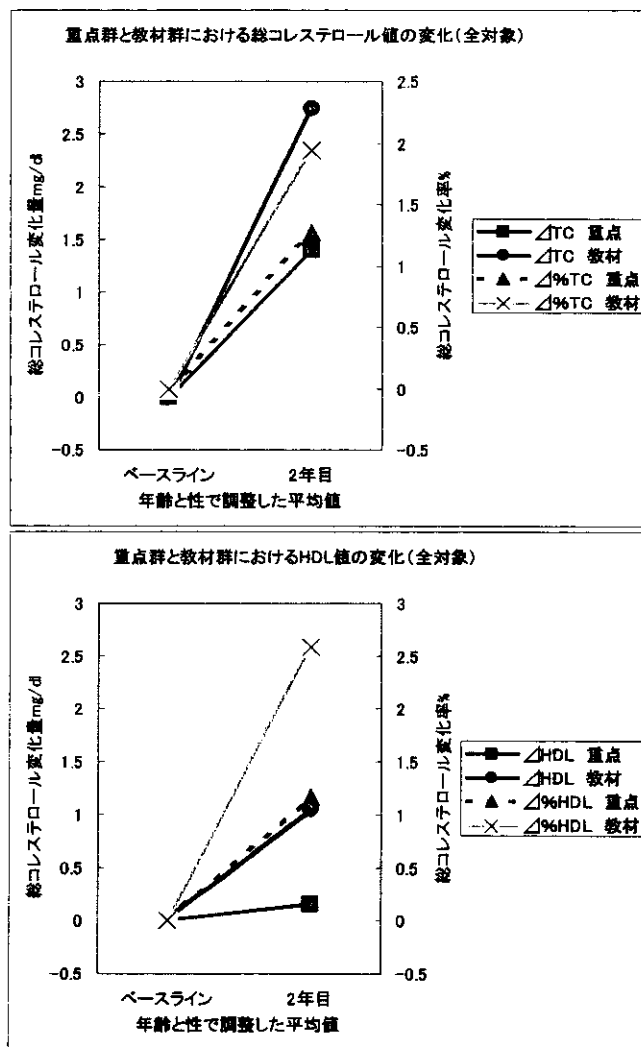 重点群と教材群における総コレステロール値の変化(全対象)
総コレステロール変化量mg/dl
3
2.5
2
1.5
1
0.5
0
-0.5
総コレステロール変化率%
2.5
2
1.5
1
0.5
0
-0.5
ベースライン 2年目
年齢と性で調整した平均値
⊿TC 重点
⊿TC 教材
⊿%TC 重点
⊿%TC 教材
重点群と教材群におけるHDL値の変化(全対象)
総コレステロール変化量mg/dl
3
2.5
2
1.5
1
0.5
0
-0.5
総コレステロール変化率%
3
2.5
2
1.5
1
0.5
0
-0.5
ベースライン 2年目
年齢と性で調整した平均値
⊿HDL 重点
⊿HDL 教材
⊿%HDL 重点
⊿%HDL 教材